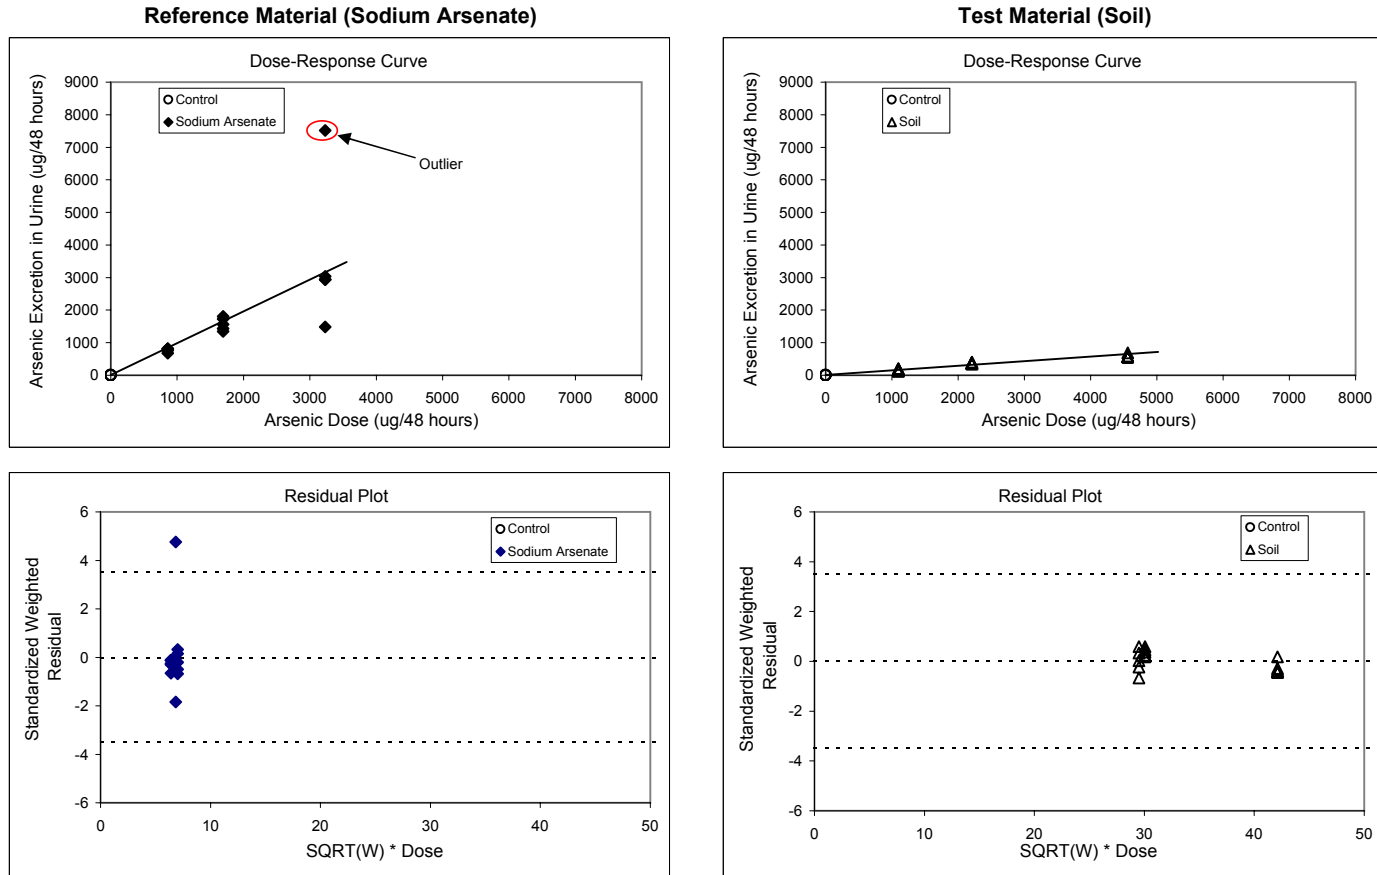 Reference Material (Sodium Arsenate)
Dose-Response Curve
Arsenic Excretion in Urine (ug/48 hours)
9000
8000
7000
6000
5000
4000
3000
2000
1000
0
Control
Sodium Arsenate
Outlier
0 1000 2000 3000 4000 5000 6000 7000 8000
Arsenic Dose (ug/48 hours)
Test Material (Soil)
Dose-Response Curve
Arsenic Excretion in Urine (ug/48 hours)
9000
8000
7000
6000
5000
4000
3000
2000
1000
0
Control
Soil
0 1000 2000 3000 4000 5000 6000 7000 8000
Arsenic Dose (ug/48 hours)
Residual Plot
Standardized Weighted
Residual
6
4
2
0
-2
-4
-6
Control
Sodium Arsenate
0 10 20 30 40 50
SQRT(W) * Dose
Residual Plot
Standardized Weighted
Residual
6
4
2
0
-2
-4
-6
Control
Soil
0 10 20 30 40 50
SQRT(W) * Dose